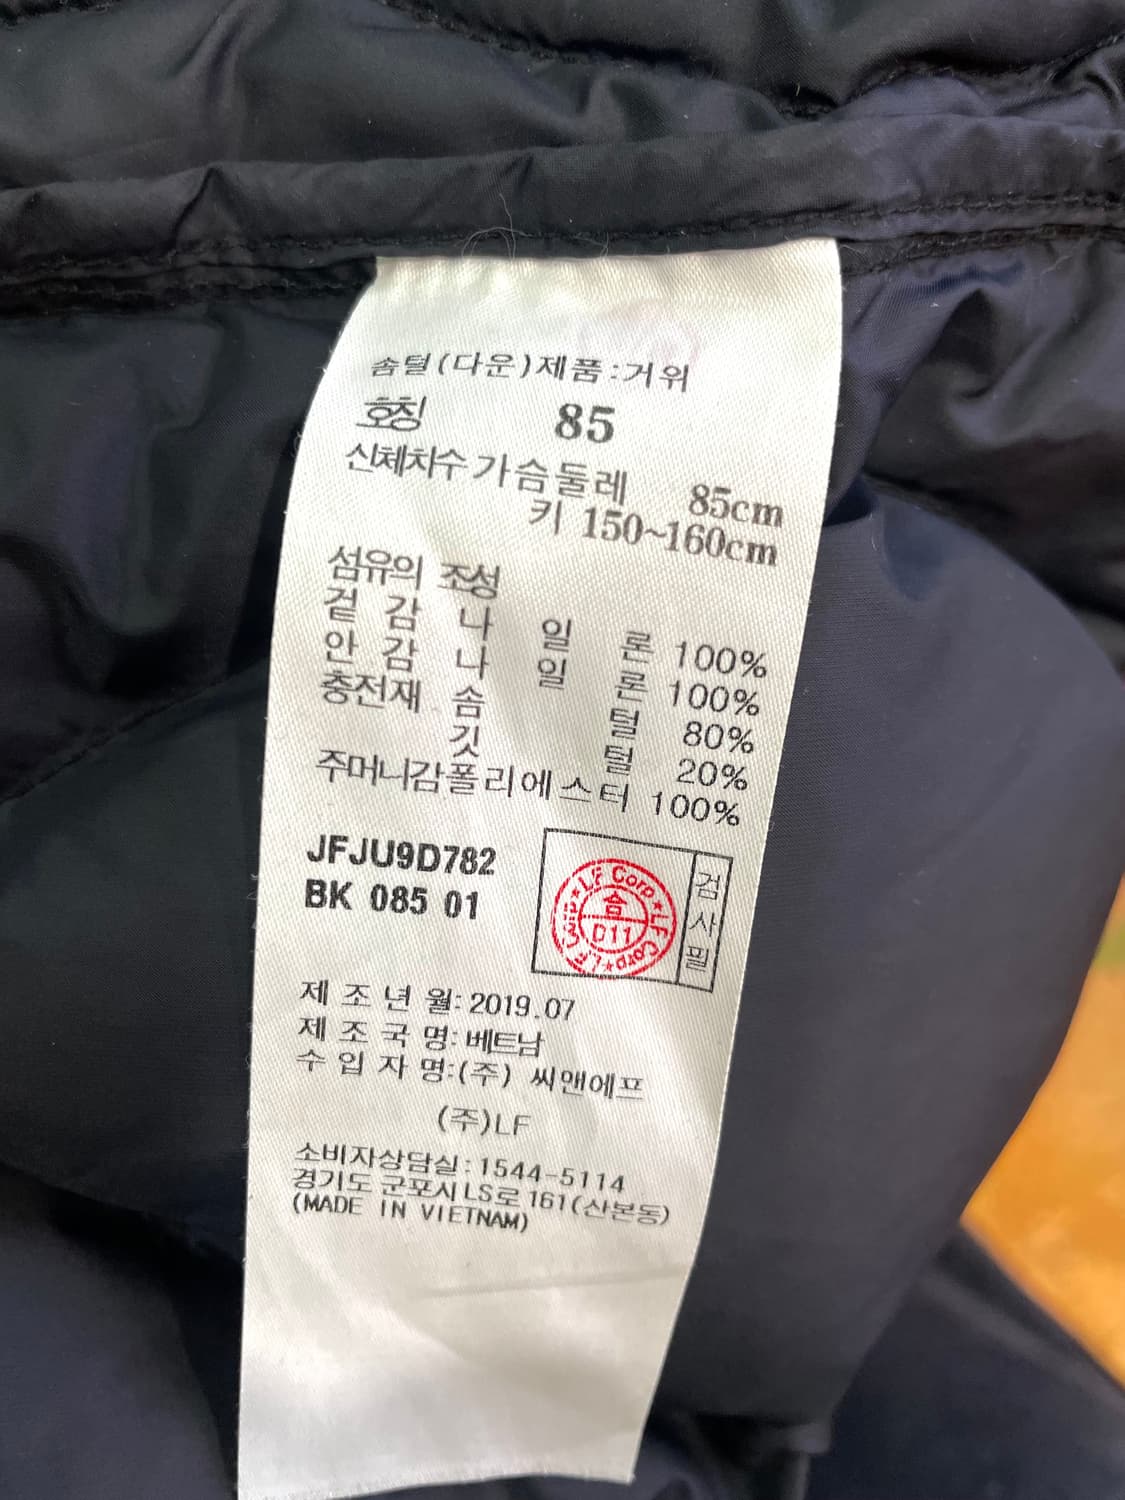 솜털(다운)제품:거위
호칭 85
신체치수 가슴둘레 85cm
키 150~160cm
섬유의 조성
겉 감 나 일 론 100%
안 감 나 일 론 100%
충전재 솜 털 80%
깃 털 20%
주머니감 폴리에스터 100%
JFJU9D782
BK 085 01
LF Corp ★ LF Corp ★ LF Corp ★
合
D11
검사필
제 조 년 월: 2019.07
제 조 국 명: 베트남
수 입 자 명:(주) 씨앤에프
(주)LF
소비자상담실:1544-5114
경기도 군포시 LS로 161(산본동)
(MADE IN VIETNAM)